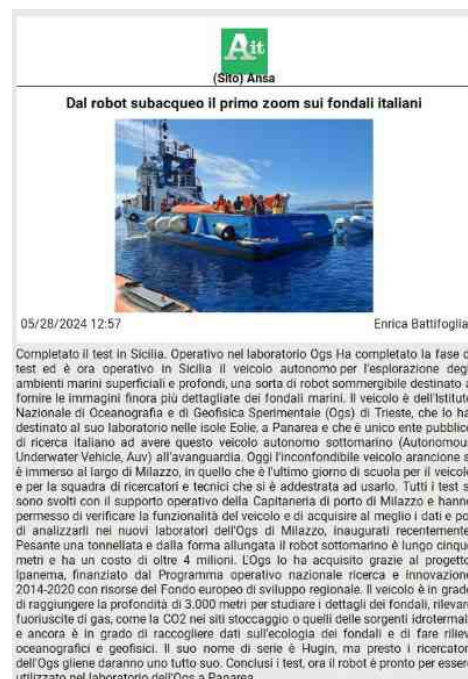 Ait
(Sito) Ansa
Dal robot subacqueo il primo zoom sui fondali italiani
05/28/2024 12:57
Enrica Battifoglia
Completato il test in Sicilia. Operativo nel laboratorio Ogs Ha completato la fase d
test ed è ora operativo in Sicilia il veicolo autonomo per l'esplorazione degl
ambienti marini superficiali e profondi, una sorta di robot sommergibile destinato a
fornire le immagini finora più dettagliate dei fondali marini. Il veicolo è dell'Istitut
Nazionale di Oceanografia e di Geofisica Sperimentale (Ogs) di Trieste, che lo ha
destinato al suo laboratorio nelle isole Eolie, a Panarea e che è unico ente pubblic
di ricerca italiano ad avere questo veicolo autonomo sottomarino (Autonomou
Underwater Vehicle, Auv) all'avanguardia. Oggi l'inconfondibile veicolo arancione s
è immerso al largo di Milazzo, in quello che è l'ultimo giorno di scuola per il veicol
e per la squadra di ricercatori e tecnici che si è addestrata ad usarlo. Tutti i test s
sono svolti con il supporto operativo della Capitaneria di porto di Milazzo e hann
permesso di verificare la funzionalità del veicolo e di acquisire al meglio i dati e po
di analizzarli nei nuovi laboratori dell'Ogs di Milazzo, inaugurati recentemente
Pesante una tonnellata e dalla forma allungata il robot sottomarino è lungo cinqu
metri e ha un costo di oltre 4 milioni. L'Ogs lo ha acquisito grazie al progetto
Ipanema, finanziato dal Programma operativo nazionale ricerca e innovazion
2014-2020 con risorse del Fondo europeo di sviluppo regionale. Il veicolo è in grad
di raggiungere la profondità di 3.000 metri per studiare i dettagli dei fondali, rilevar
fuoriuscite di gas, come la CO2 nei siti stoccaggio o quelli delle sorgenti idrotermal
e ancora è in grado di raccogliere dati sull'ecologia dei fondali e di fare riliev
oceanografici e geofisici. Il suo nome di serie è Hugin, ma presto i ricercator
dell'Ogs gliene daranno uno tutto suo. Conclusi i test, ora il robot è pronto per esser
utilizzato nel laboratorio dell'Ogs a Panarea